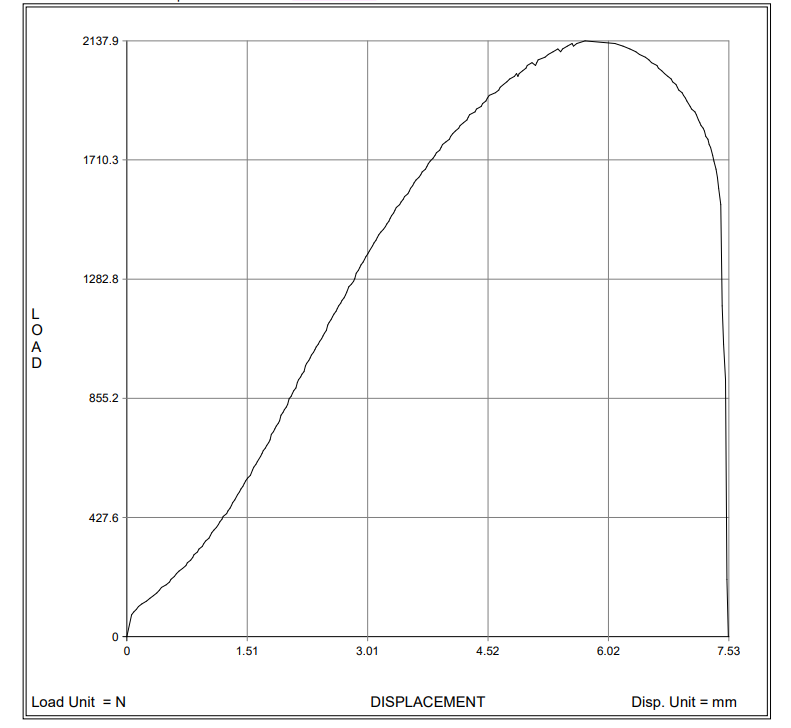 2137.9
1710.3
1282.8
L
O
A
D
855.2
427.6
0
0 1.51 3.01 4.52 6.02 7.53
Load Unit = N DISPLACEMENT Disp. Unit = mm